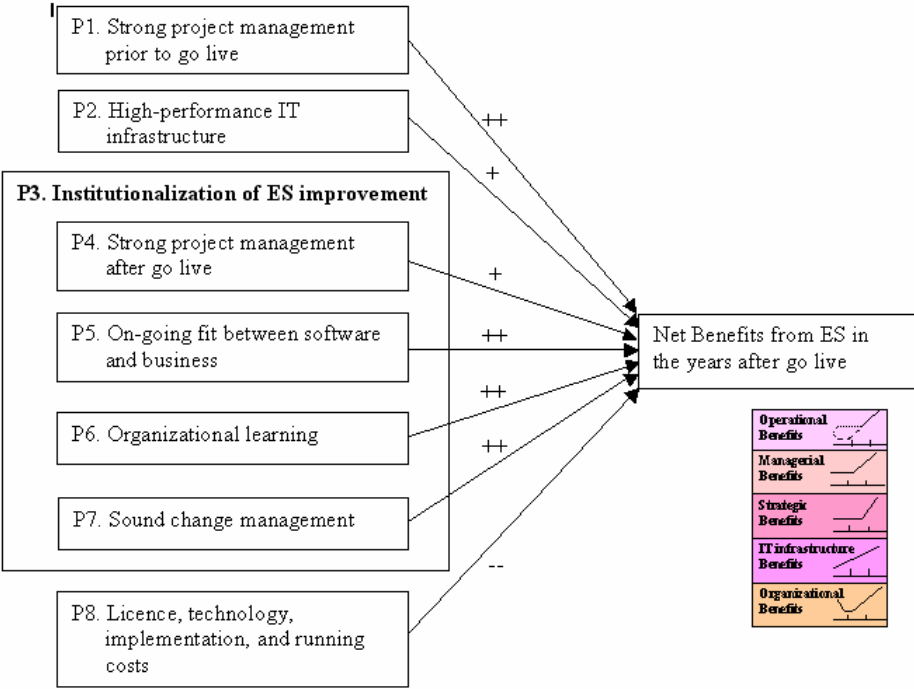 P1. Strong project management
prior to go live
P2. High-performance IT
infrastructure
P3. Institutionalization of ES improvement
P4. Strong project management
after go live
P5. On-going fit between software
and business
P6. Organizational learning
P7. Sound change management
P8. Licence, technology,
implementation, and running
costs
++
+
+
++
++
++
--
Net Benefits from ES in
the years after go live
Operational
Benefits
Managerial
Benefits
Strategic
Benefits
IT infrastructure
Benefits
Organizational
Benefits